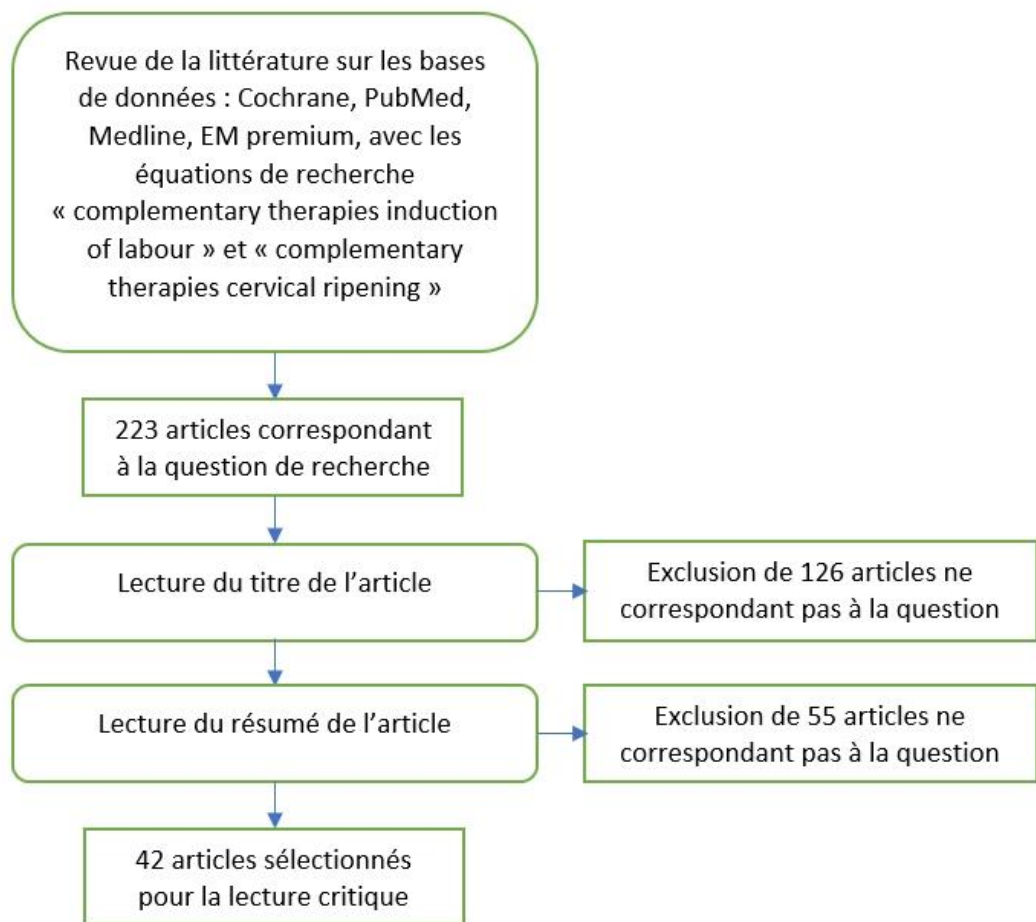 Revue de la littérature sur les bases
de données : Cochrane, PubMed,
Medline, EM premium, avec les
équations de recherche
« complementary therapies induction
of labour » et « complementary
therapies cervical ripening »
223 articles correspondant
à la question de recherche
Lecture du titre de l’article
Exclusion de 126 articles ne
correspondant pas à la question
Lecture du résumé de l’article
Exclusion de 55 articles ne
correspondant pas à la question
42 articles sélectionnés
pour la lecture critique